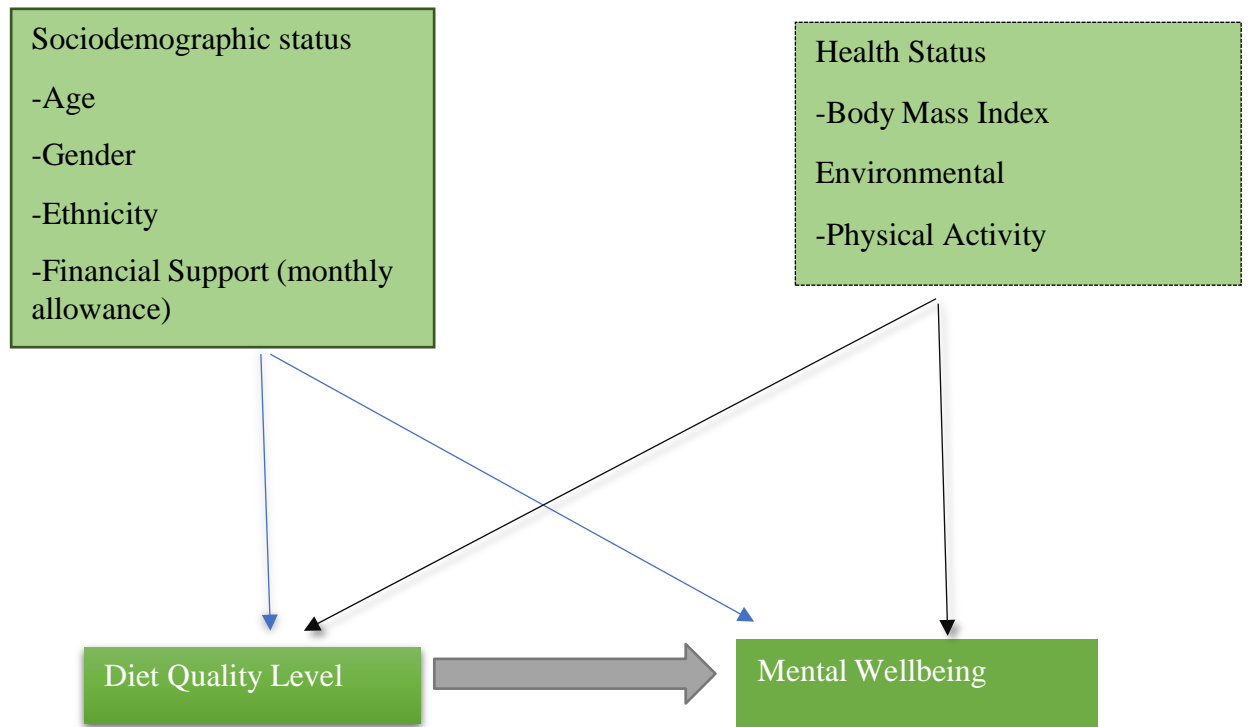 Sociodemographic status
-Age
-Gender
-Ethnicity
-Financial Support (monthly
allowance)
Health Status
-Body Mass Index
Environmental
-Physical Activity
Diet Quality Level
Mental Wellbeing